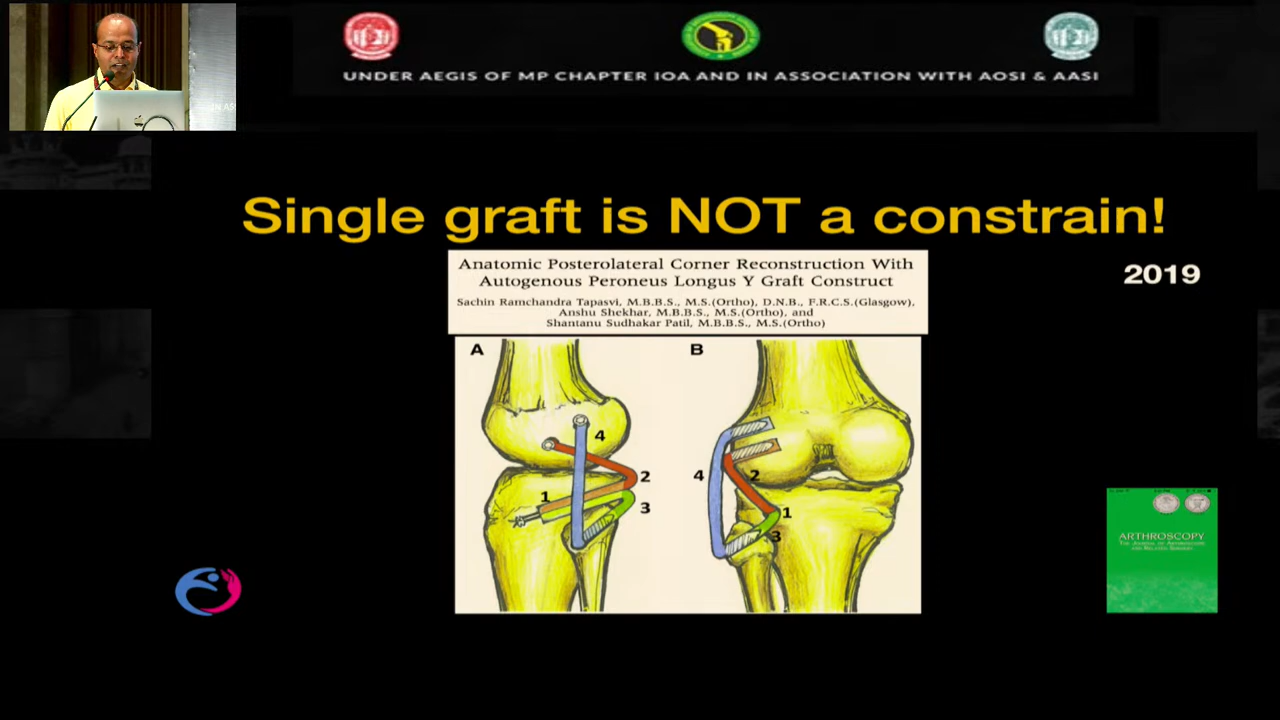 UNDER AEGIS OF MP CHAPTER IOA AND IN ASSOCIATION WITH AOSI & AASI
Single graft is NOT a constrain!
2019
Anatomic Posterolateral Corner Reconstruction With
Autogenous Peroneus Longus Y Graft Construct
Sachin Ramchandra Tapasvi, M.B.B.S., M.S.(Ortho), D.N.B., F.R.C.S.(Glasgow),
Anshu Shekhar, M.B.B.S., M.S.(Ortho), and
Shantanu Sudhakar Patil, M.B.B.S., M.S.(Ortho)
A
B
4
2
1
3
4
2
1
3
ARTHROSCOPY